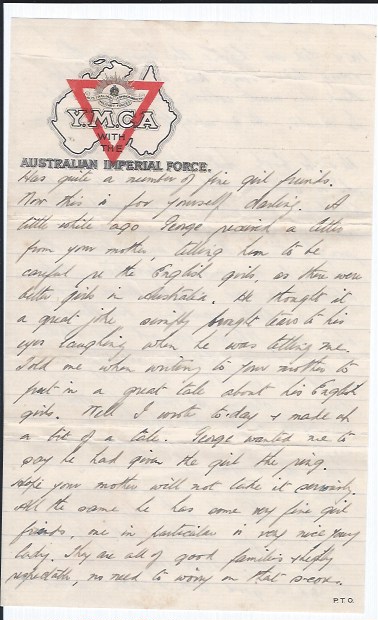 Y.M.C.A
WITH
THE
AUSTRALIAN IMPERIAL FORCE.
Has quite a number of fine girl friends.
Now this is for yourself darling. A
little while ago George received a letter
from your mother, telling him to be
careful re the English girls, as there were
better fish in Australia. He thought it
a great joke simply brought tears to his
eyes laughing when he was telling me.
Told me when writing to your mother to
put in a great tale about his English
girls. Well I wrote to-day & made up
a bit of a tale. George wanted me to
say he had given the girl the ring.
Hope your mother will not take it seriously.
All the same he has some very fine girl
friends, one in particular is very nice young
lady. They are all of good families & highly
respectable, no need to worry on that score.
P.T.O.